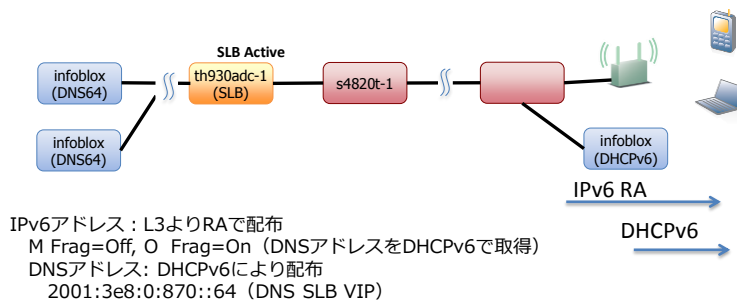 SLB Active
infoblox
(DNS64)
th930adc-1
(SLB)
s4820t-1
infoblox
(DNS64)
infoblox
(DHCPv6)
IPv6 RA
DHCPv6
IPv6アドレス：L3よりRAで配布
M Frag=Off, O Frag=On（DNSアドレスをDHCPv6で取得）
DNSアドレス: DHCPv6により配布
2001:3e8:0:870::64（DNS SLB VIP）